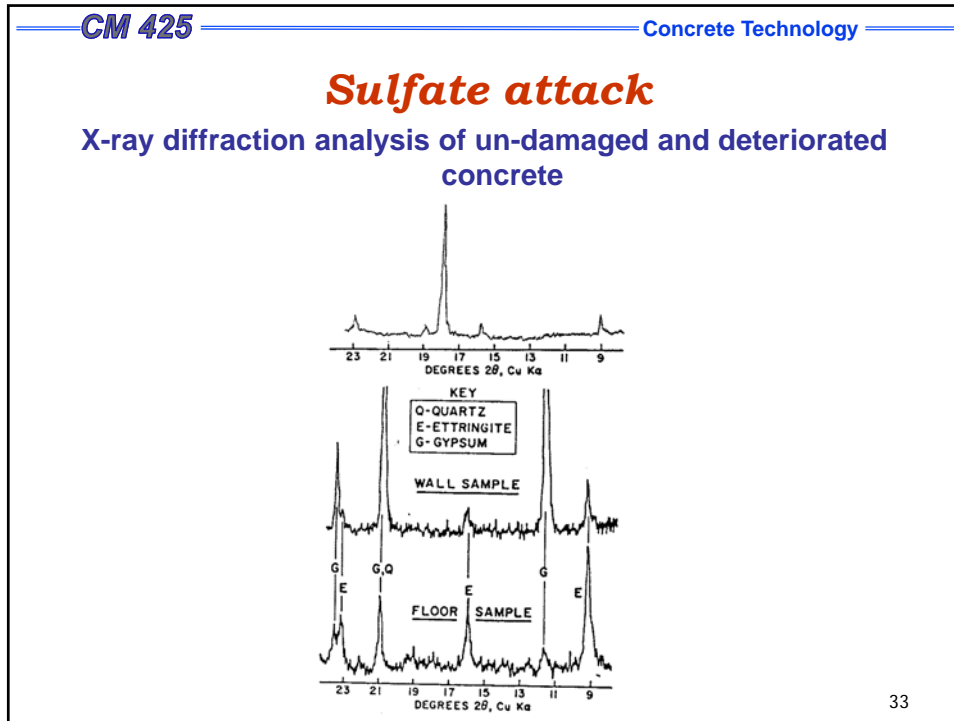 CM 425
Concrete Technology
Sulfate attack
X-ray diffraction analysis of un-damaged and deteriorated
concrete
23 21 19 17 15 13 11 9
DEGREES 2θ, Cu Ka
KEY
Q-QUARTZ
E-ETTRINGITE
G-GYPSUM
WALL SAMPLE
G G,Q G
E E E
FLOOR SAMPLE
23 21 19 17 15 13 11 9
DEGREES 2θ, Cu Ka
33